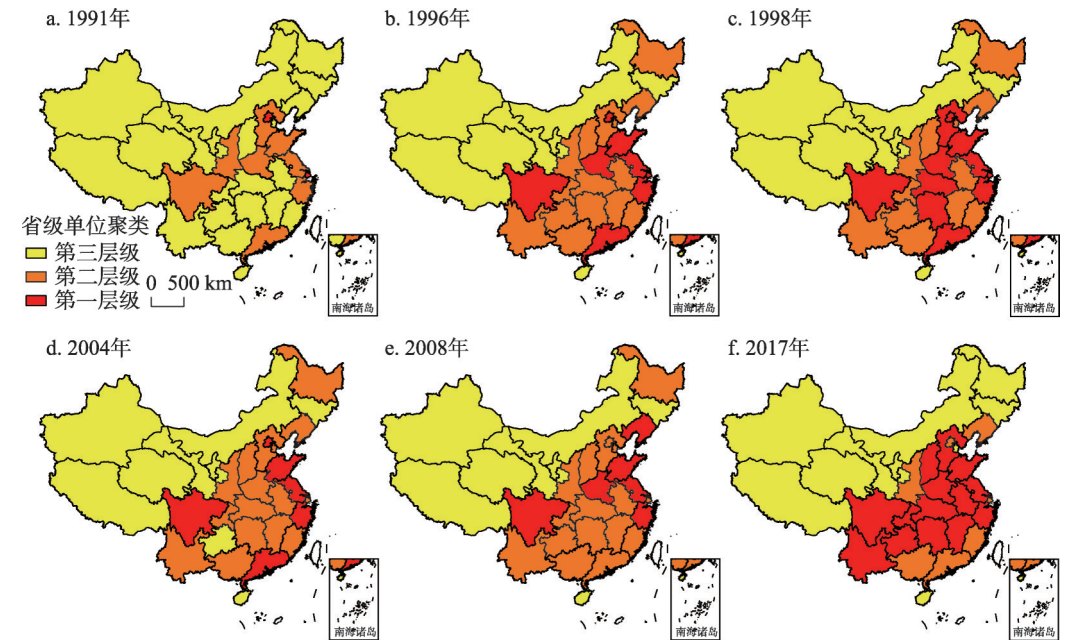 a. 1991年
b. 1996年
c. 1998年
省级单位聚类
第三层级
第二层级
第一层级
0 500 km
南海诸岛
南海诸岛
南海诸岛
d. 2004年
e. 2008年
f. 2017年
南海诸岛
南海诸岛
南海诸岛